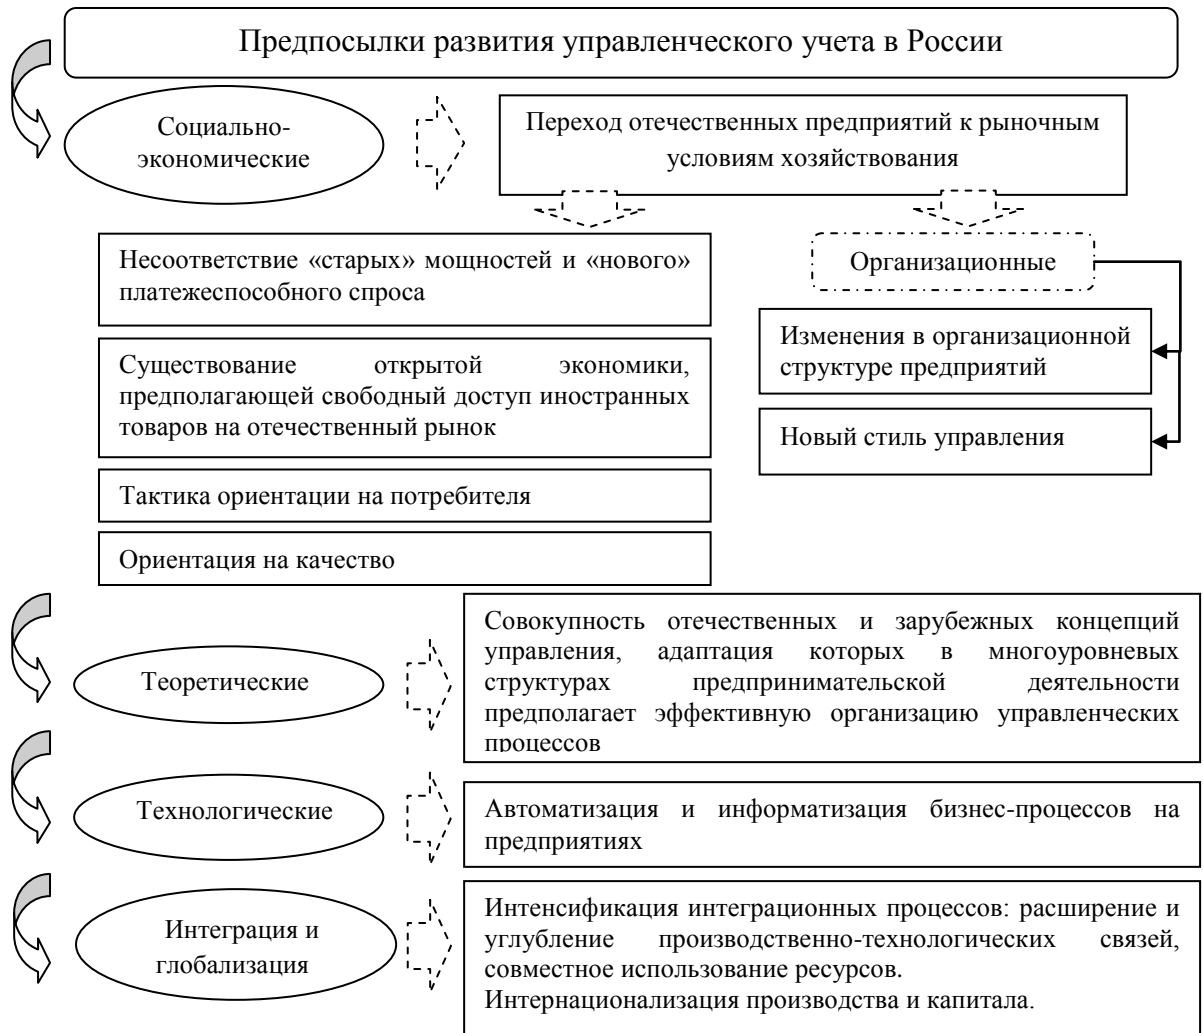 Предпосылки развития управленческого учета в России
Социально-
экономические
Переход отечественных предприятий к рыночным
условиям хозяйствования
Несоответствие «старых» мощностей и «нового»
платежеспособного спроса
Существование открытой экономики,
предполагающей свободный доступ иностранных
товаров на отечественный рынок
Тактика ориентации на потребителя
Ориентация на качество
Организационные
Изменения в организационной
структуре предприятий
Новый стиль управления
Теоретические
Совокупность отечественных и зарубежных концепций
управления, адаптация которых в многоуровневых
структурах предпринимательской деятельности
предполагает эффективную организацию управленческих
процессов
Технологические
Автоматизация и информатизация бизнес-процессов на
предприятиях
Интеграция и
глобализация
Интенсификация интеграционных процессов: расширение и
углубление производственно-технологических связей,
совместное использование ресурсов.
Интернационализация производства и капитала.